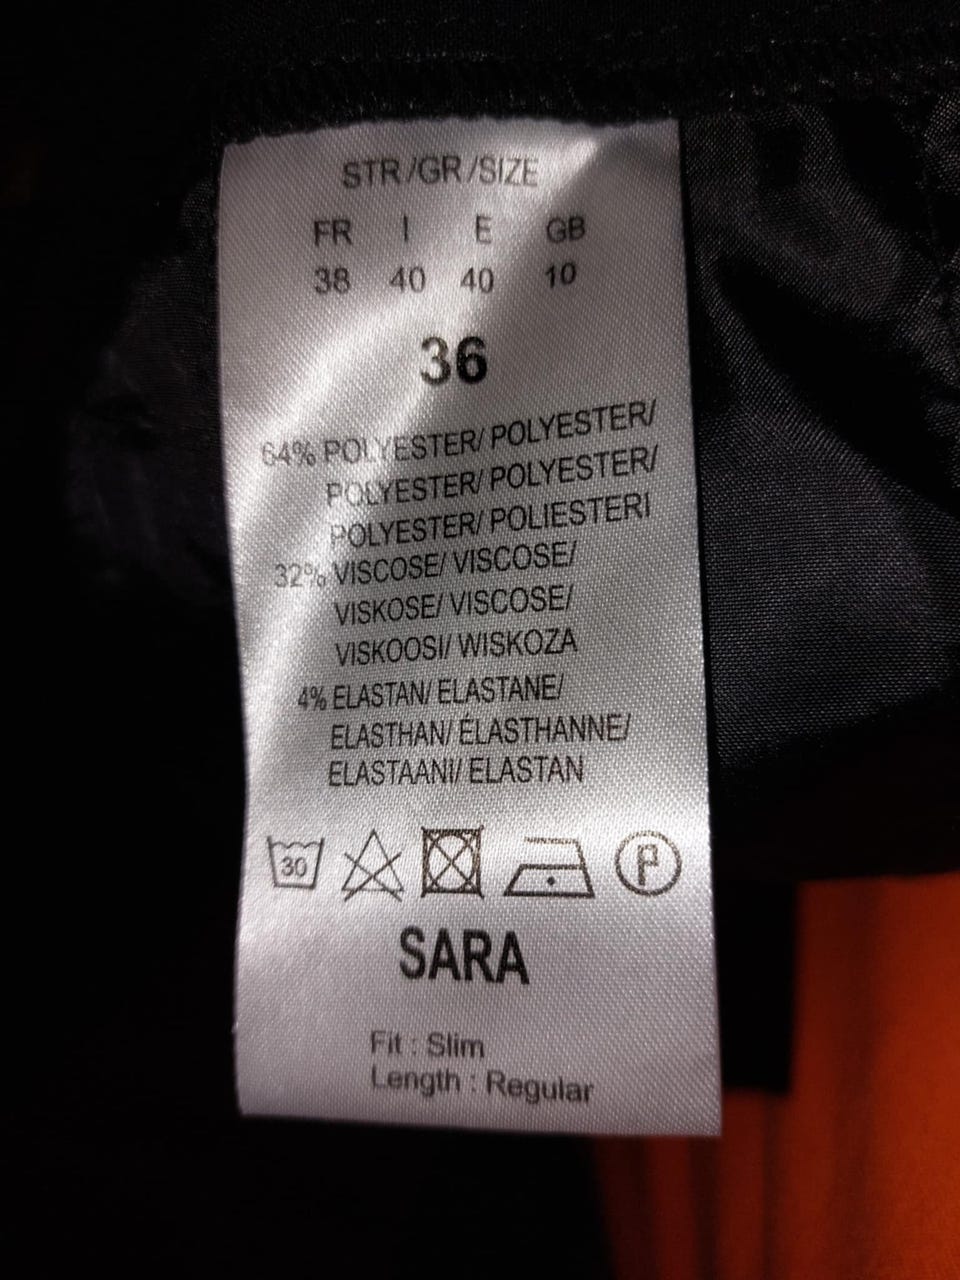 STR/GR/SIZE
FR I E GB
38 40 40 10
36
64% POLYESTER/ POLYESTER/
POLYESTER/ POLYESTER/
POLYESTER/ POLIESTERI
32% VISCOSE/ VISCOSE/
VISKOSE/ VISCOSE/
VISKOOSI/ WISKOZA
4% ELASTAN/ ELASTANE/
ELASTHAN/ ÉLASTHANNE/
ELASTAANI/ ELASTAN
30 P
SARA
Fit : Slim
Length : Regular